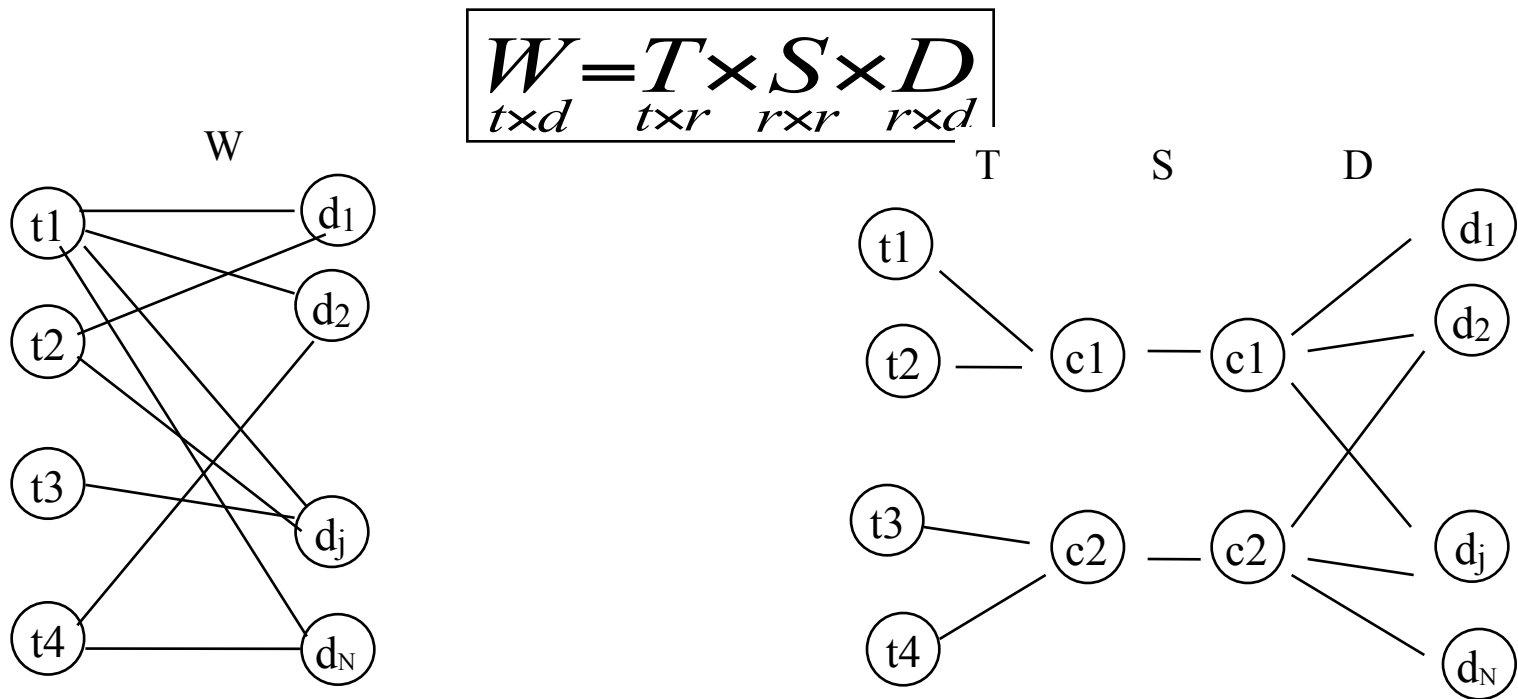 W=T×S×D
t×d t×r r×r r×d
W
T S D
t1 d1
t2 d2
t3 dj
t4 dN
t1 d1
t2 c1 c1 d2
t3 c2 c2 dj
t4 dN